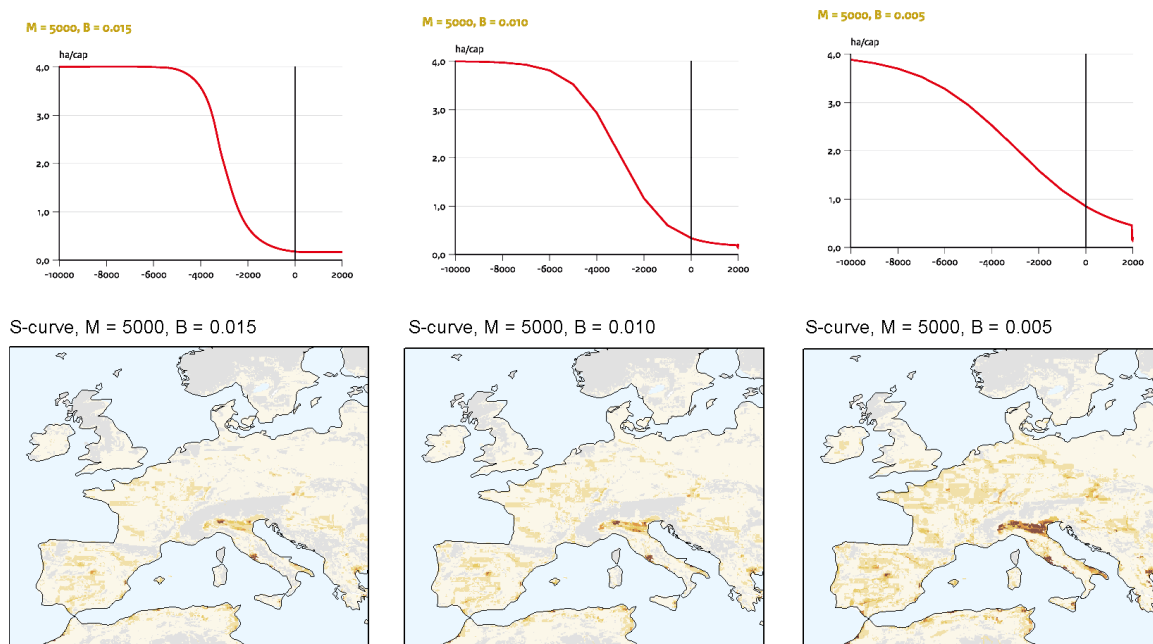 M = 5000, B = 0.015
ha/cap
4,0
3,0
2,0
1,0
0,0
-10000 -8000 -6000 -4000 -2000 0 2000
M = 5000, B = 0.010
ha/cap
4,0
3,0
2,0
1,0
0,0
-10000 -8000 -6000 -4000 -2000 0 2000
M = 5000, B = 0.005
ha/cap
4,0
3,0
2,0
1,0
0,0
-10000 -8000 -6000 -4000 -2000 0 2000
S-curve, M = 5000, B = 0.015
S-curve, M = 5000, B = 0.010
S-curve, M = 5000, B = 0.005